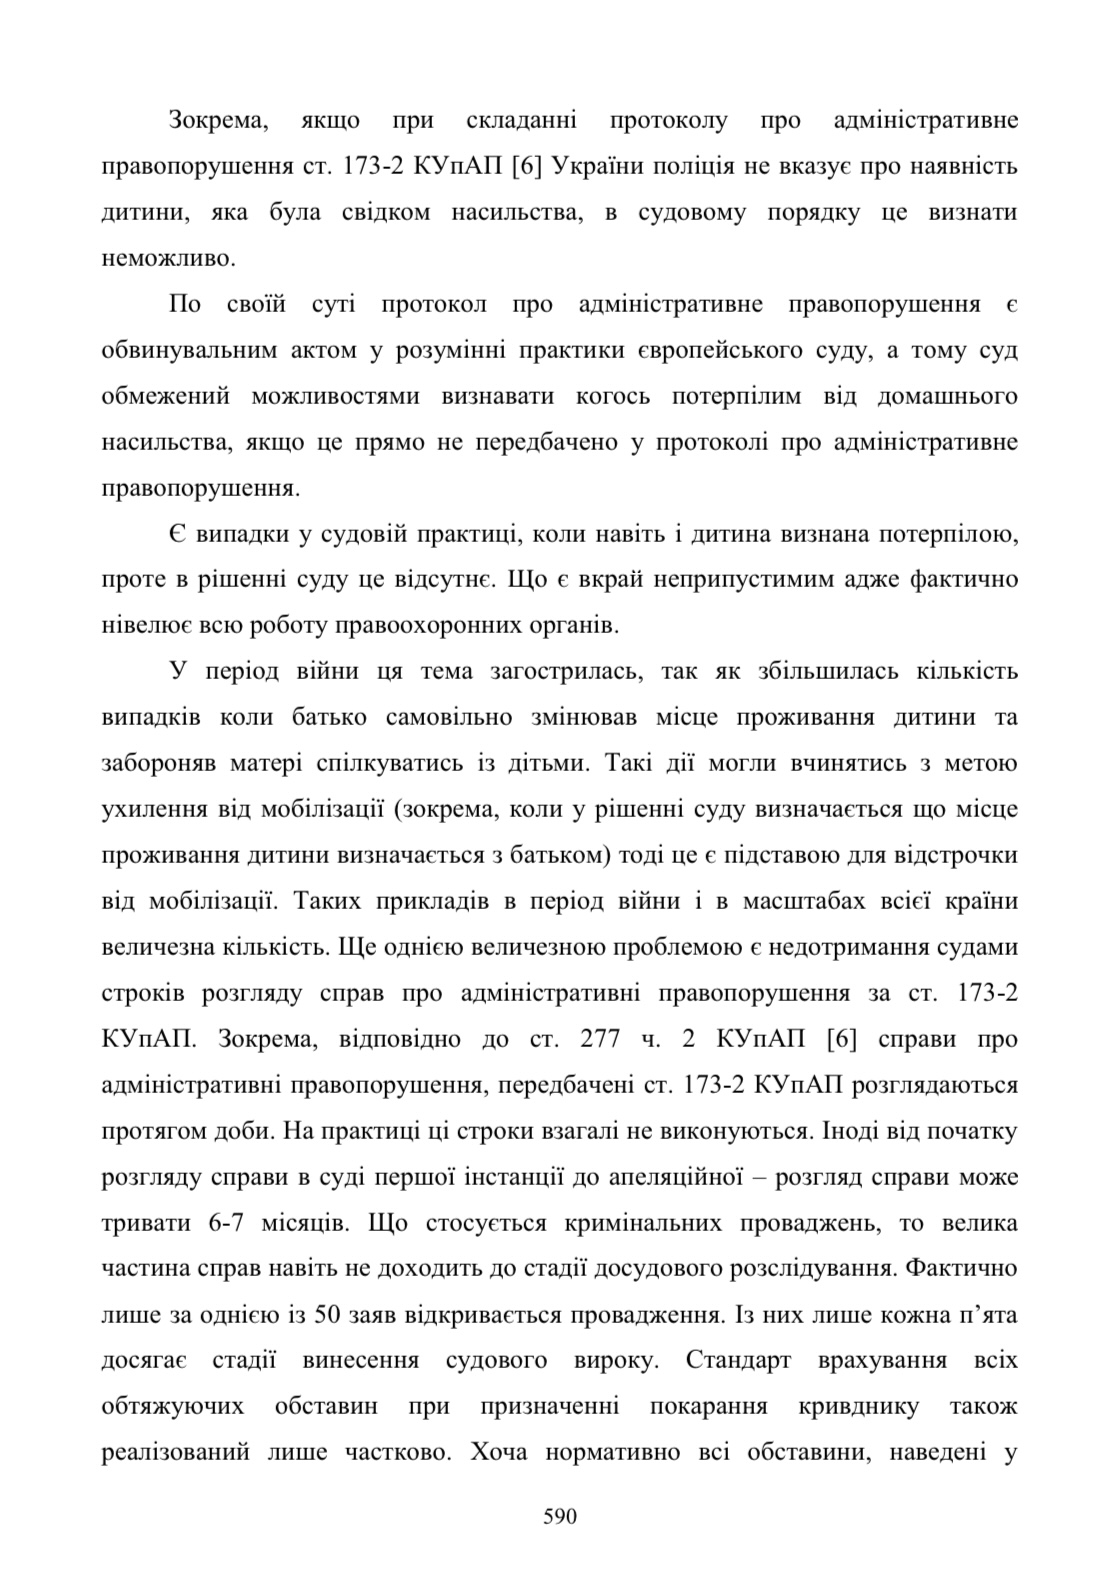 Зокрема, якщо при складанні протоколу про адміністративне
правопорушення ст. 173-2 КУпАП [6] України поліція не вказує про наявність
дитини, яка була свідком насильства, в судовому порядку це визнати
неможливо.
По своїй суті протокол про адміністративне правопорушення є
обвинувальним актом у розумінні практики європейського суду, а тому суд
обмежений можливостями визнавати когось потерпілим від домашнього
насильства, якщо це прямо не передбачено у протоколі про адміністративне
правопорушення.
Є випадки у судовій практиці, коли навіть і дитина визнана потерпілою,
проте в рішенні суду це відсутнє. Що є вкрай неприпустимим адже фактично
нівелює всю роботу правоохоронних органів.
У період війни ця тема загострилась, так як збільшилась кількість
випадків коли батько самовільно змінював місце проживання дитини та
забороняв матері спілкуватись із дітьми. Такі дії могли вчинятись з метою
ухилення від мобілізації (зокрема, коли у рішенні суду визначається що місце
проживання дитини визначається з батьком) тоді це є підставою для відстрочки
від мобілізації. Таких прикладів в період війни і в масштабах всієї країни
величезна кількість. Ще однією величезною проблемою є недотримання судами
строків розгляду справ про адміністративні правопорушення за ст. 173-2
КУпАП. Зокрема, відповідно до ст. 277 ч. 2 КУпАП [6] справи про
адміністративні правопорушення, передбачені ст. 173-2 КУпАП розглядаються
протягом доби. На практиці ці строки взагалі не виконуються. Іноді від початку
розгляду справи в суді першої інстанції до апеляційної – розгляд справи може
тривати 6-7 місяців. Що стосується кримінальних проваджень, то велика
частина справ навіть не доходить до стадії досудового розслідування. Фактично
лише за однією із 50 заяв відкривається провадження. Із них лише кожна п’ята
досягає стадії винесення судового вироку. Стандарт врахування всіх
обтяжуючих обставин при призначенні покарання кривднику також
реалізований лише частково. Хоча нормативно всі обставини, наведені у
590